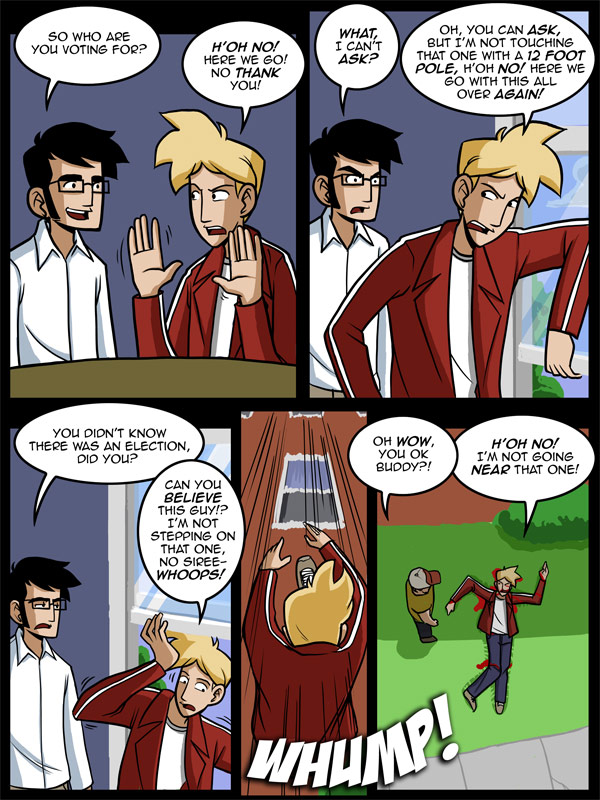 SO WHO ARE
YOU VOTING FOR?
H'OH NO!
HERE WE GO!
NO THANK
YOU!
WHAT,
I CAN'T
ASK?
OH, YOU CAN ASK,
BUT I'M NOT TOUCHING
THAT ONE WITH A 12 FOOT
POLE, H'OH NO! HERE WE
GO WITH THIS ALL
OVER AGAIN!
YOU DIDN'T KNOW
THERE WAS AN ELECTION,
DID YOU?
CAN YOU
BELIEVE
THIS GUY!?
I'M NOT
STEPPING ON
THAT ONE,
NO SIREE-
WHOOPS!
WHUMP!
OH WOW,
YOU OK
BUDDY?!
H'OH NO!
I'M NOT GOING
NEAR THAT ONE!